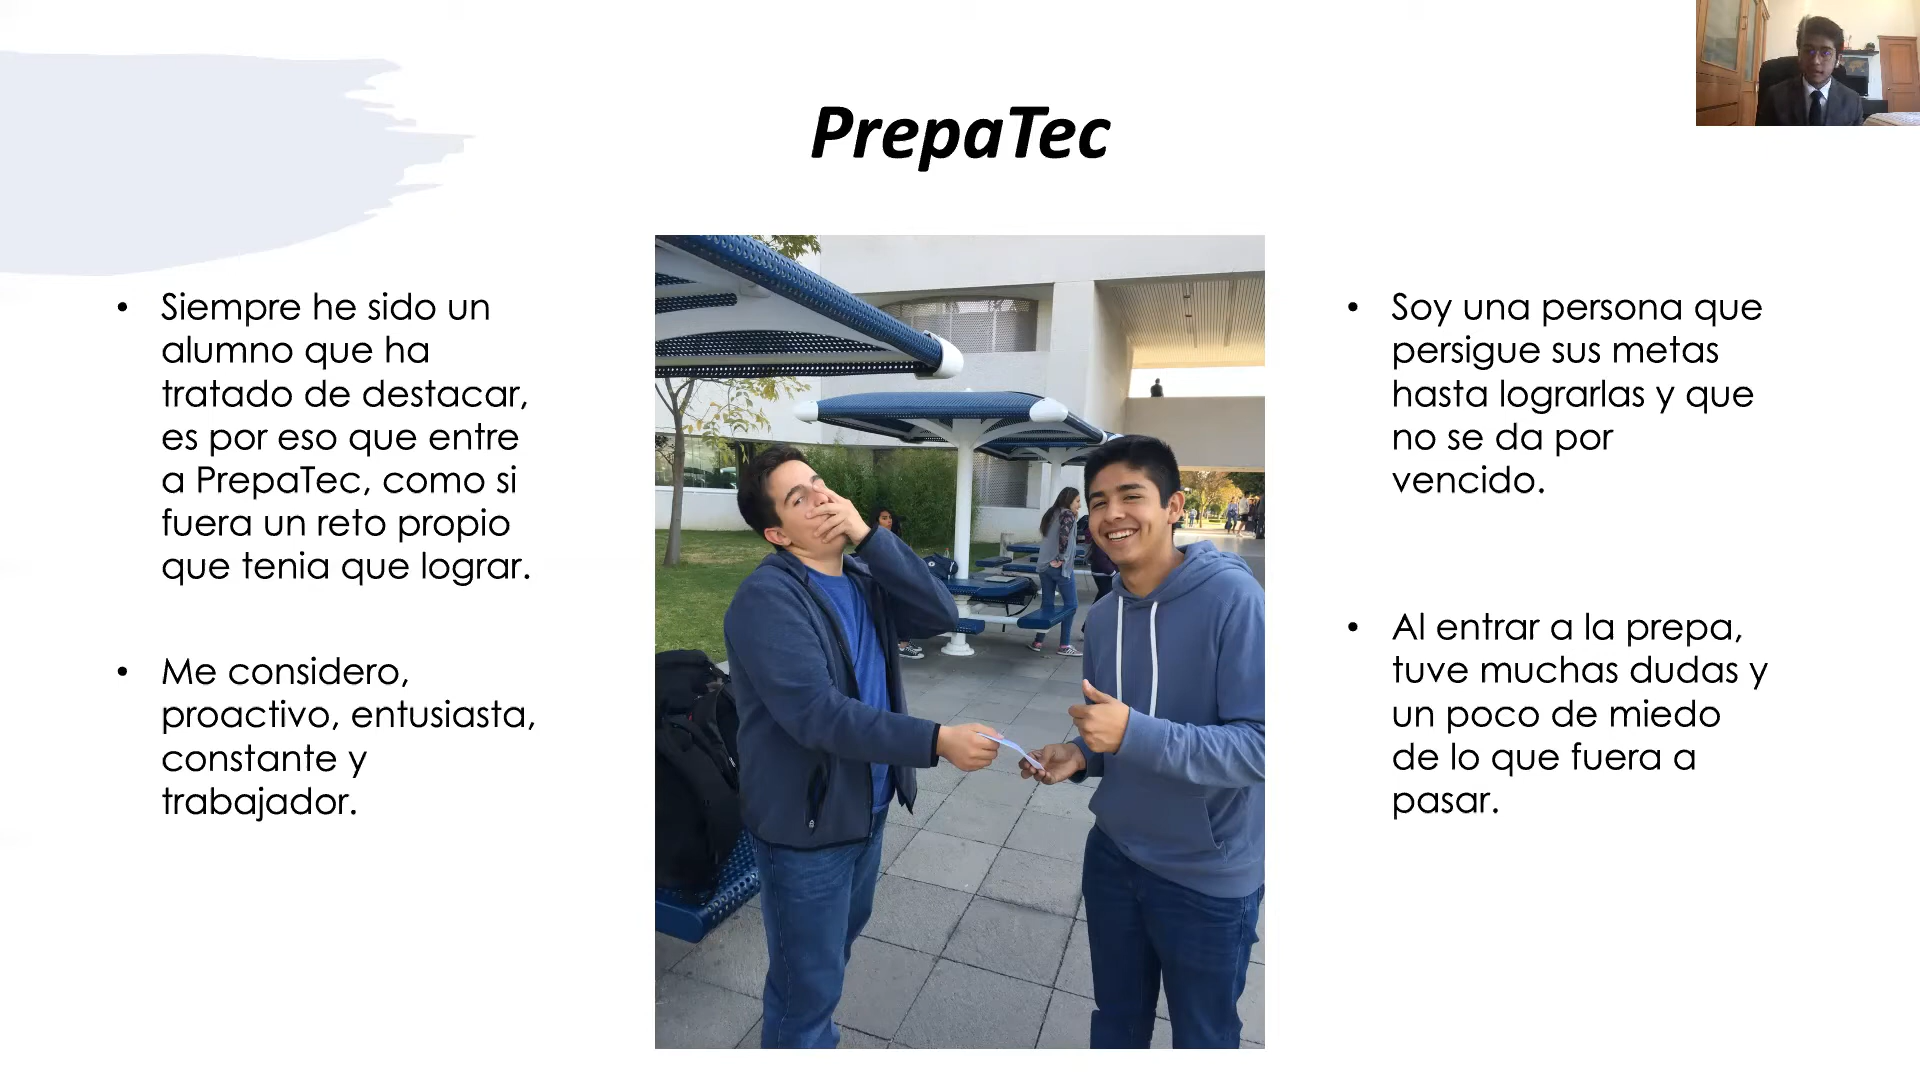 PrepaTec
• Siempre he sido un
alumno que ha
tratado de destacar,
es por eso que entre
a PrepaTec, como si
fuera un reto propio
que tenia que lograr.
• Me considero,
proactivo, entusiasta,
constante y
trabajador.
• Soy una persona que
persigue sus metas
hasta lograrlas y que
no se da por
vencido.
• Al entrar a la prepa,
tuve muchas dudas y
un poco de miedo
de lo que fuera a
pasar.